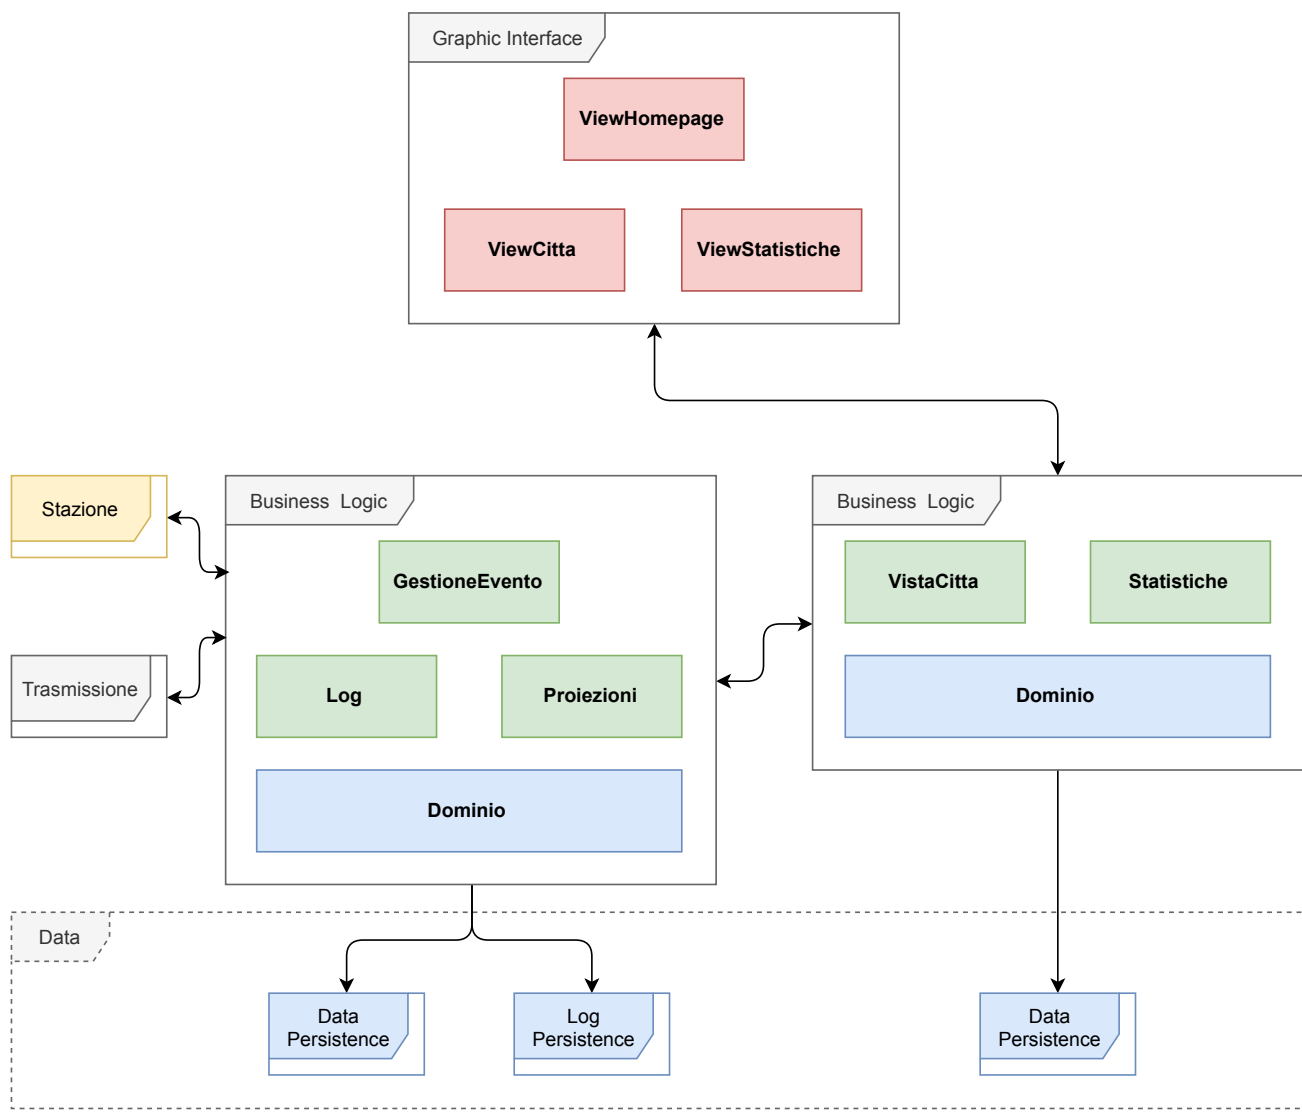 Graphic Interface
ViewHomepage
ViewCitta
ViewStatistiche
Stazione
Trasmissione
Business Logic
GestioneEvento
Log
Proiezioni
Dominio
Business Logic
VistaCitta
Statistiche
Dominio
Data
Data
Persistence
Log
Persistence
Data
Persistence